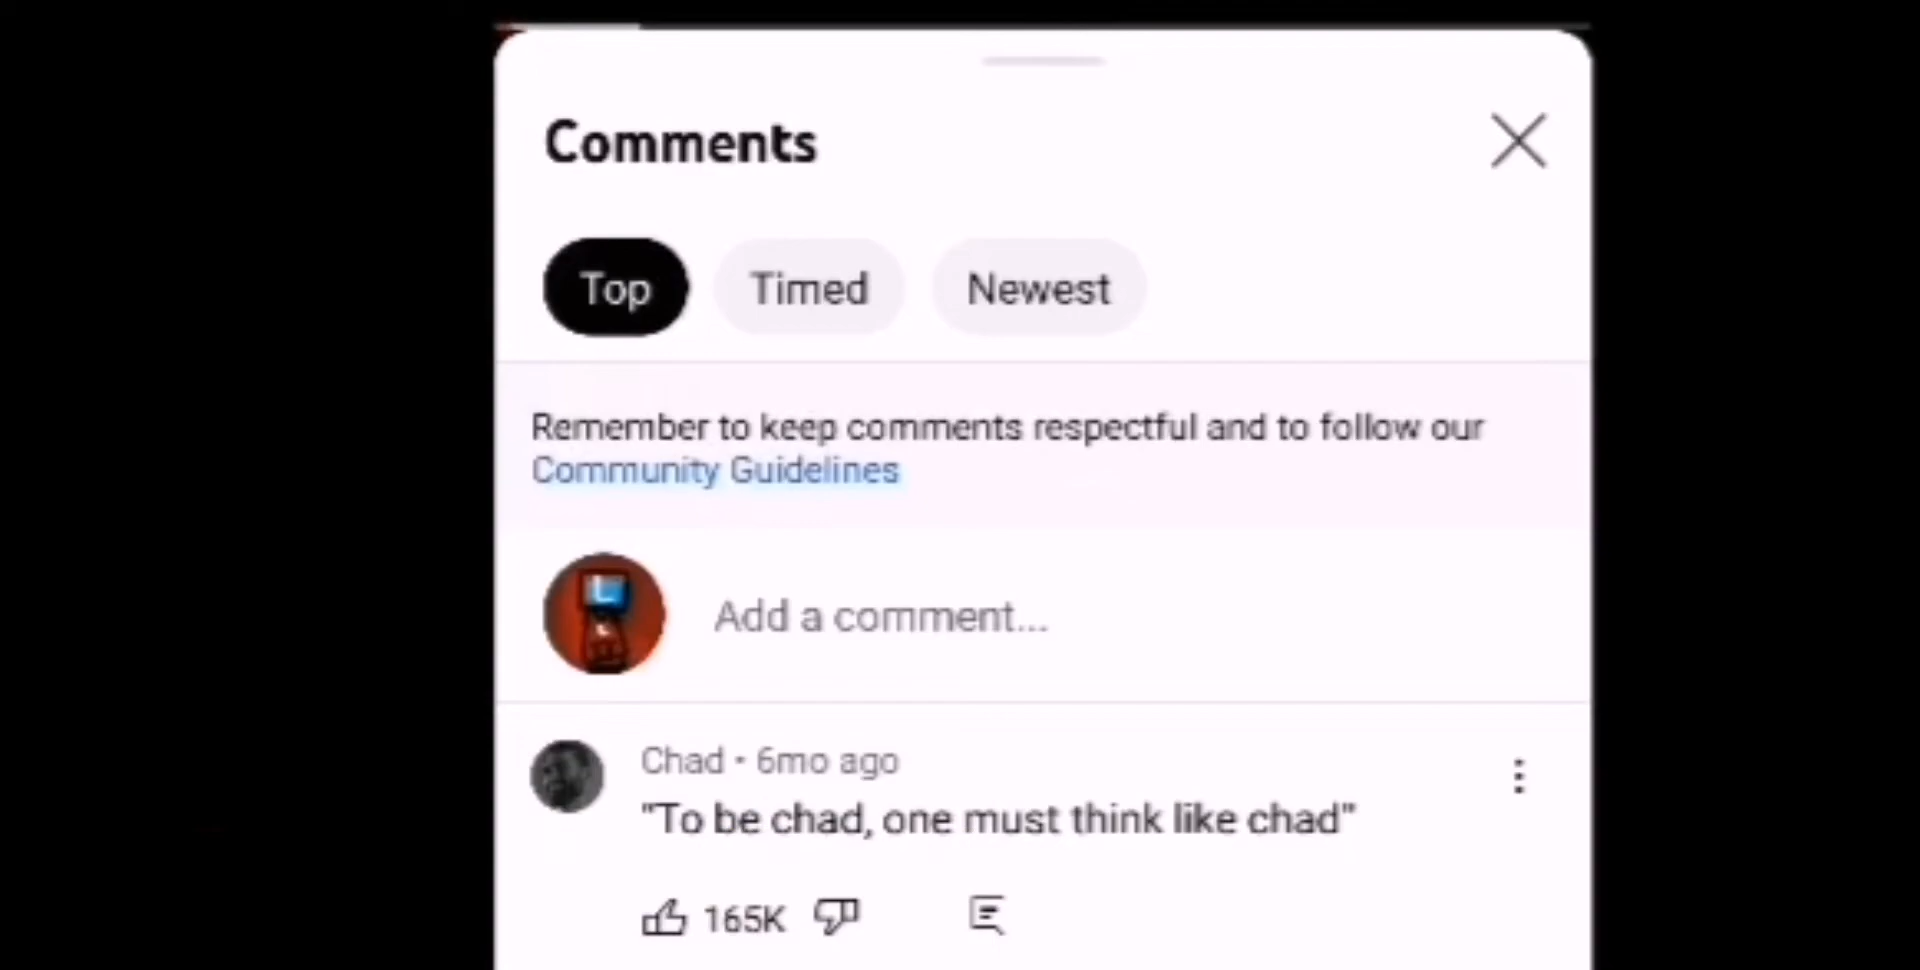 Comments
Top Timed Newest
Remember to keep comments respectful and to follow our
Community Guidelines
Add a comment...
Chad • 6mo ago
"To be chad, one must think like chad"
165K